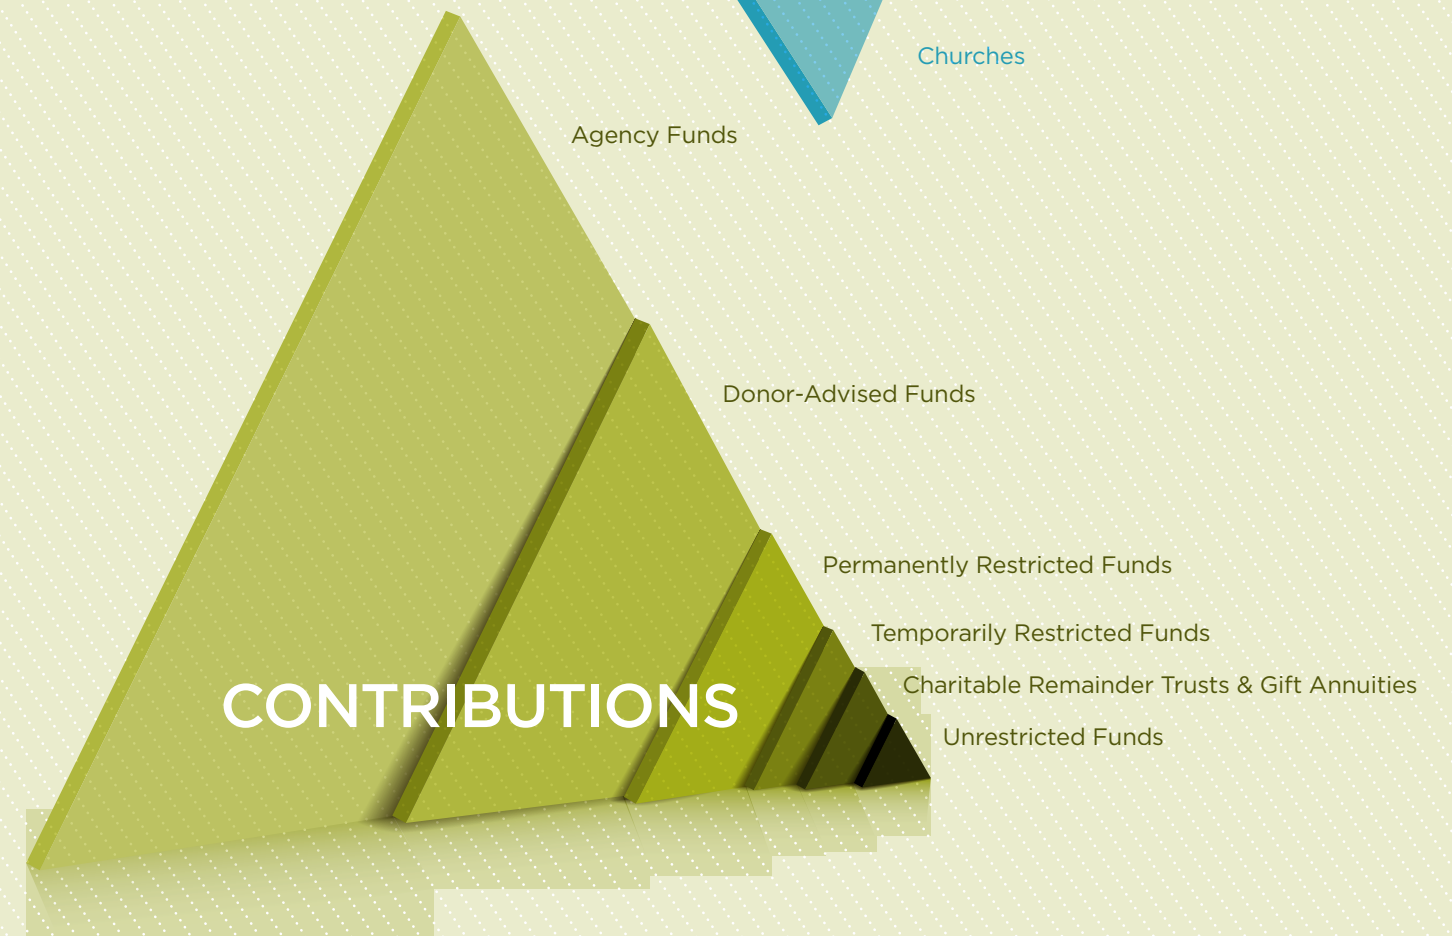 Churches
Agency Funds
Donor-Advised Funds
Permanently Restricted Funds
Temporarily Restricted Funds
Charitable Remainder Trusts & Gift Annuities
CONTRIBUTIONS
Unrestricted Funds